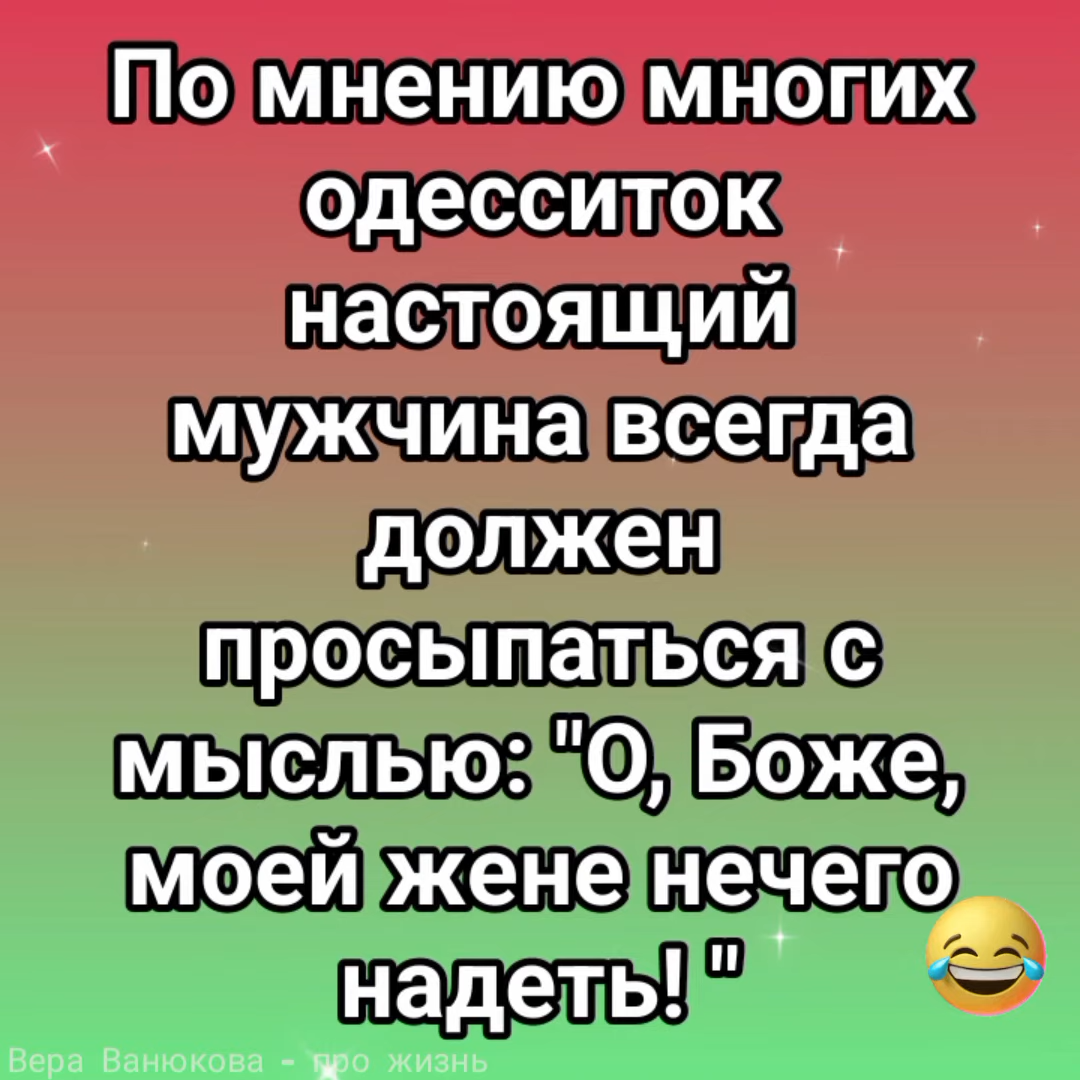 По мнению многих
одесситок
настоящий
мужчина всегда
должен
просыпаться с
мыслью: "О, Боже,
моей жене нечего
надеть! "
Вера Ванюкова - про жизнь